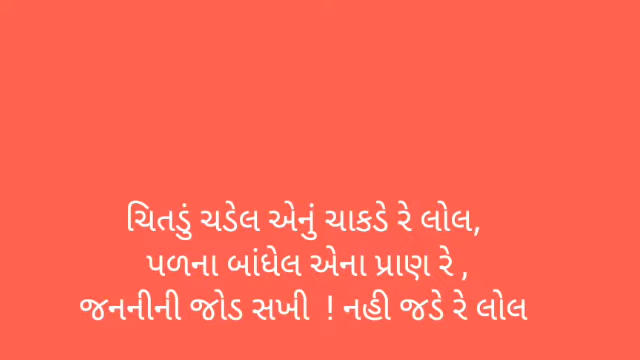 ચિતડું ચડેલ એનું ચાકડે રે લોલ,
પળના બાંધેલ એના પ્રાણ રે ,
જનનીની જોડ સખી ! નહી જડે રે લોલ